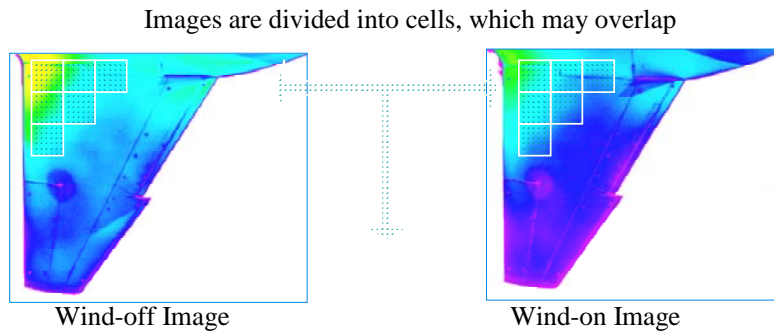 Images are divided into cells, which may overlap
Wind-off Image
Wind-on Image